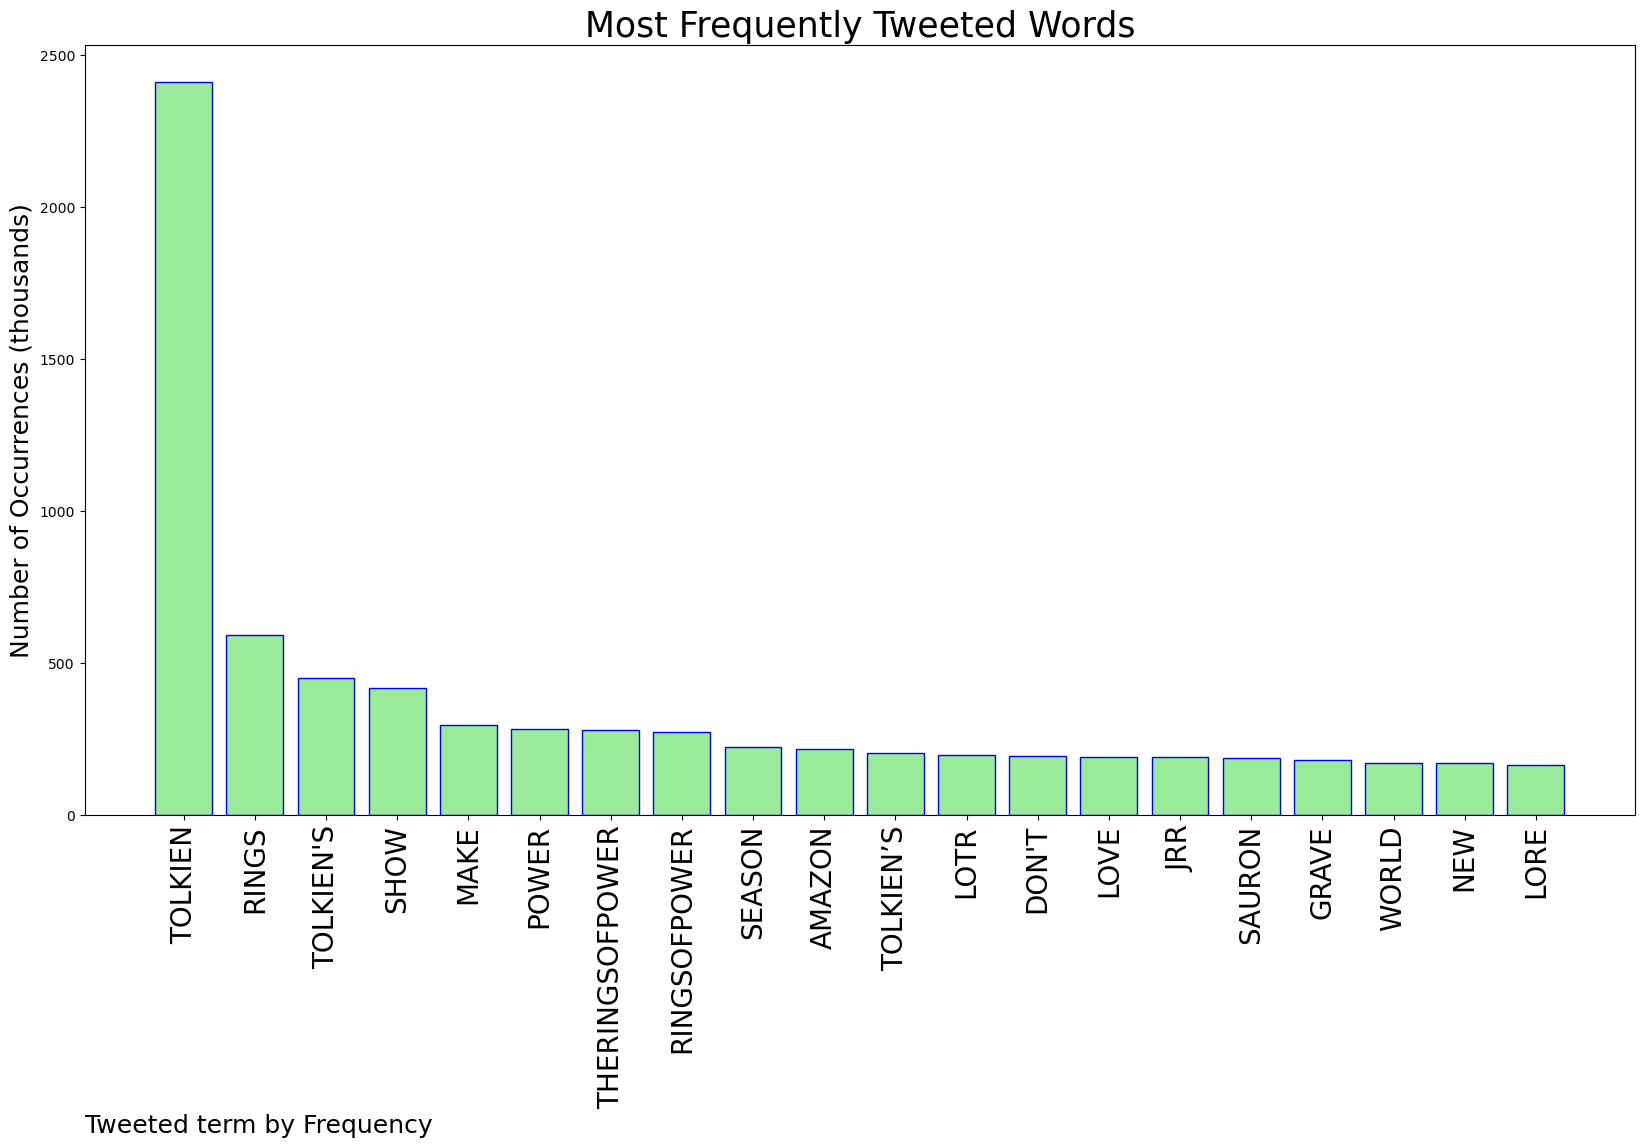 Most Frequently Tweeted Words
Number of Occurrences (thousands)
2500
2000
1500
1000
500
0
TOLKIEN
RINGS
TOLKIEN'S
SHOW
MAKE
POWER
THERINGSOFPOWER
RINGSOFPOWER
SEASON
AMAZON
TOLKIEN’S
LOTR
DON'T
LOVE
JRR
SAURON
GRAVE
WORLD
NEW
LORE
Tweeted term by Frequency